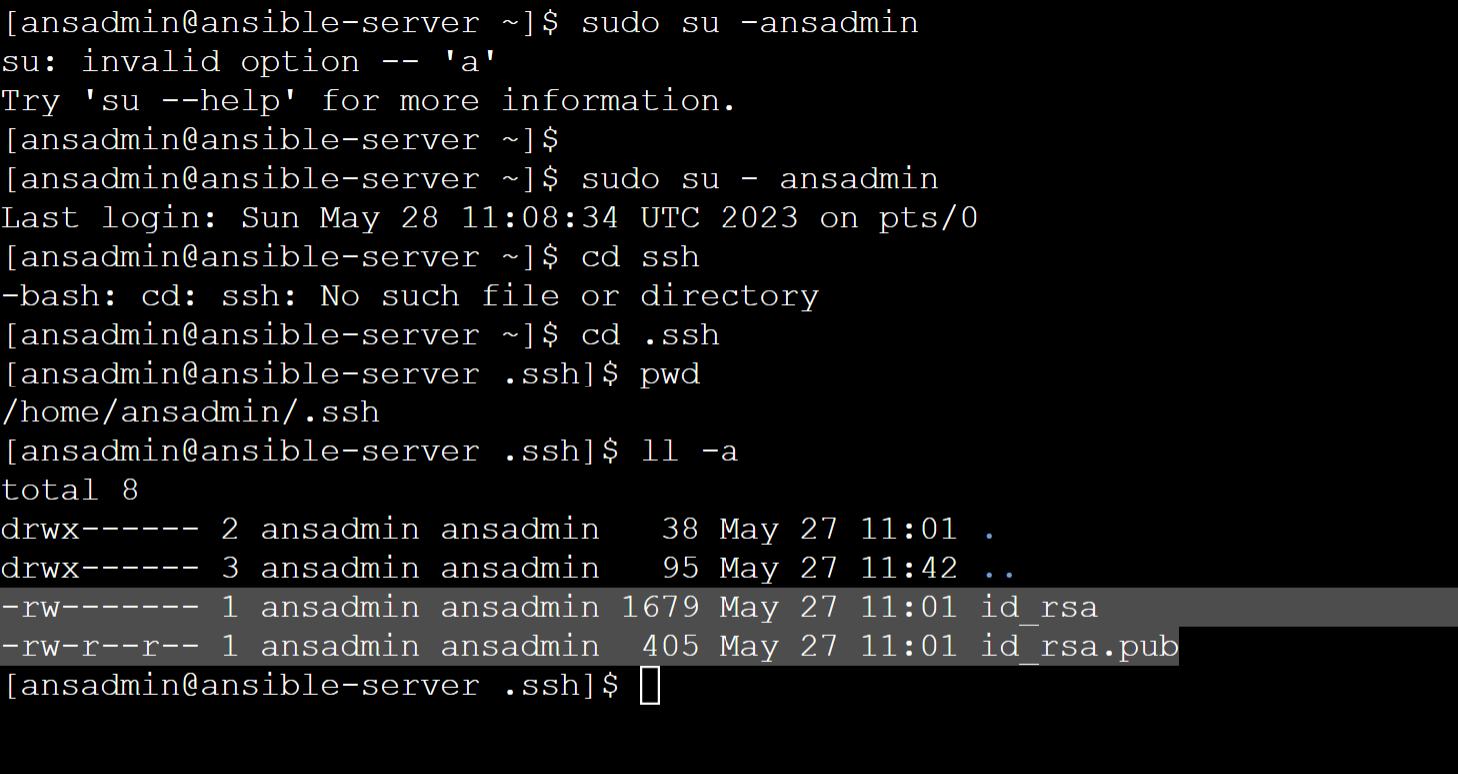 [ansadmin@ansible-server ~]$ sudo su -ansadmin
su: invalid option -- 'a'
Try 'su --help' for more information.
[ansadmin@ansible-server ~]$
[ansadmin@ansible-server ~]$ sudo su - ansadmin
Last login: Sun May 28 11:08:34 UTC 2023 on pts/0
[ansadmin@ansible-server ~]$ cd ssh
-bash: cd: ssh: No such file or directory
[ansadmin@ansible-server ~]$ cd .ssh
[ansadmin@ansible-server .ssh]$ pwd
/home/ansadmin/.ssh
[ansadmin@ansible-server .ssh]$ ll -a
total 8
drwx------ 2 ansadmin ansadmin   38 May 27 11:01 .
drwx------ 3 ansadmin ansadmin   95 May 27 11:42 ..
-rw------- 1 ansadmin ansadmin 1679 May 27 11:01 id_rsa
-rw-r--r-- 1 ansadmin ansadmin  405 May 27 11:01 id_rsa.pub
[ansadmin@ansible-server .ssh]$